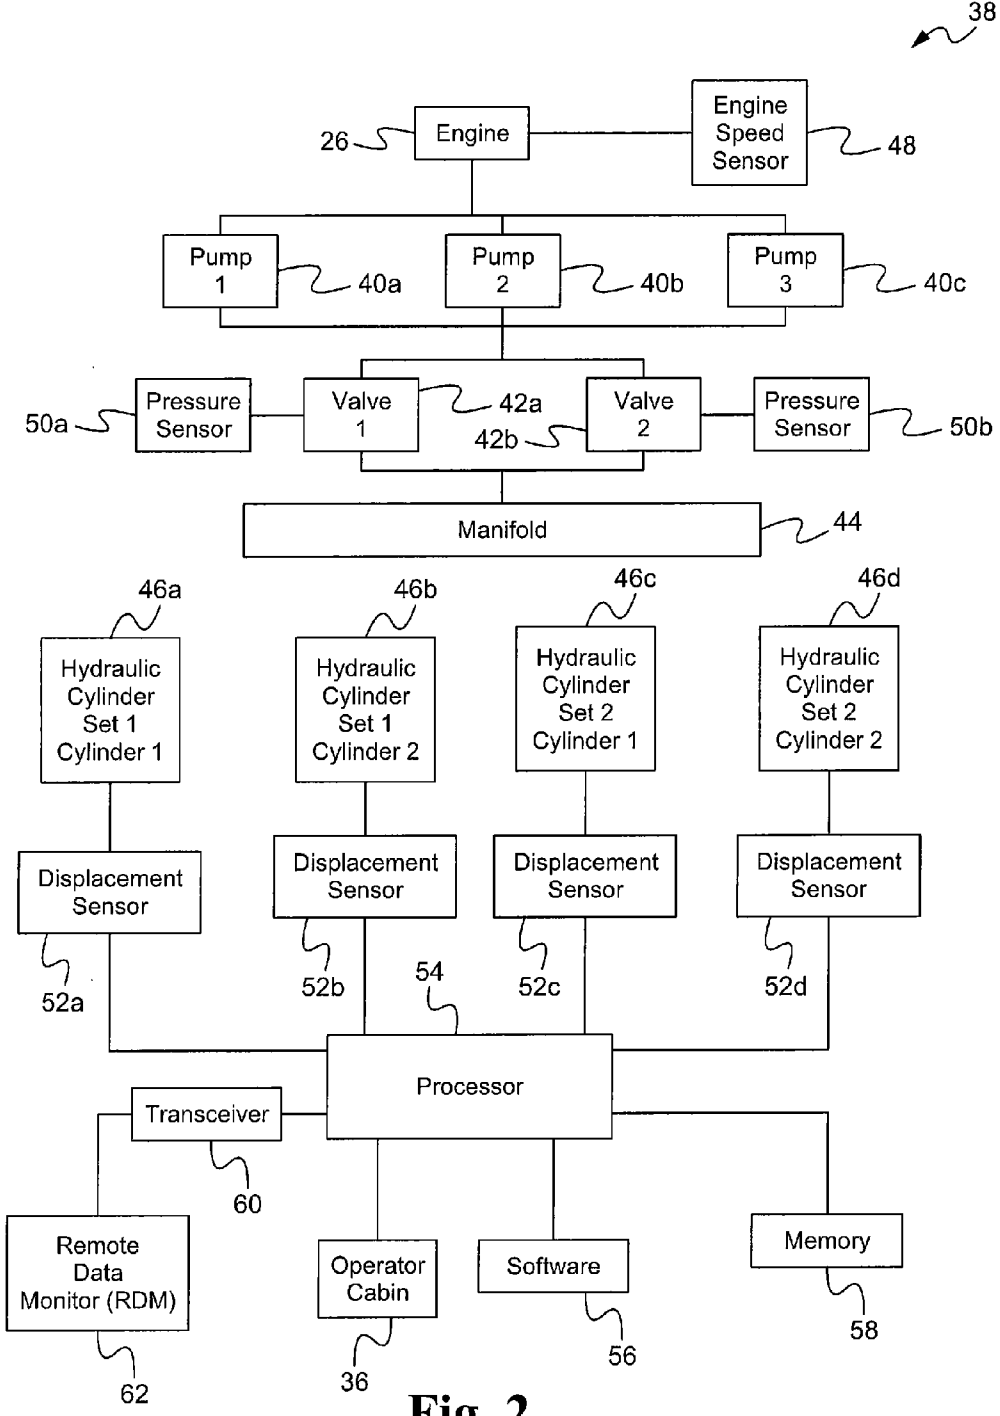 38
Engine
26
Engine
Speed
Sensor
48
Pump
1
40a
Pump
2
40b
Pump
3
40c
50a
Pressure
Sensor
Valve
1
42a
42b
Valve
2
Pressure
Sensor
50b
Manifold
44
46a
46b
46c
46d
Hydraulic
Cylinder
Set 1
Cylinder 1
Hydraulic
Cylinder
Set 1
Cylinder 2
Hydraulic
Cylinder
Set 2
Cylinder 1
Hydraulic
Cylinder
Set 2
Cylinder 2
Displacement
Sensor
52a
Displacement
Sensor
52b
Displacement
Sensor
52c
Displacement
Sensor
52d
54
Processor
Transceiver
60
Remote
Data
Monitor (RDM)
62
Operator
Cabin
36
Software
56
Memory
58
Fig. 2